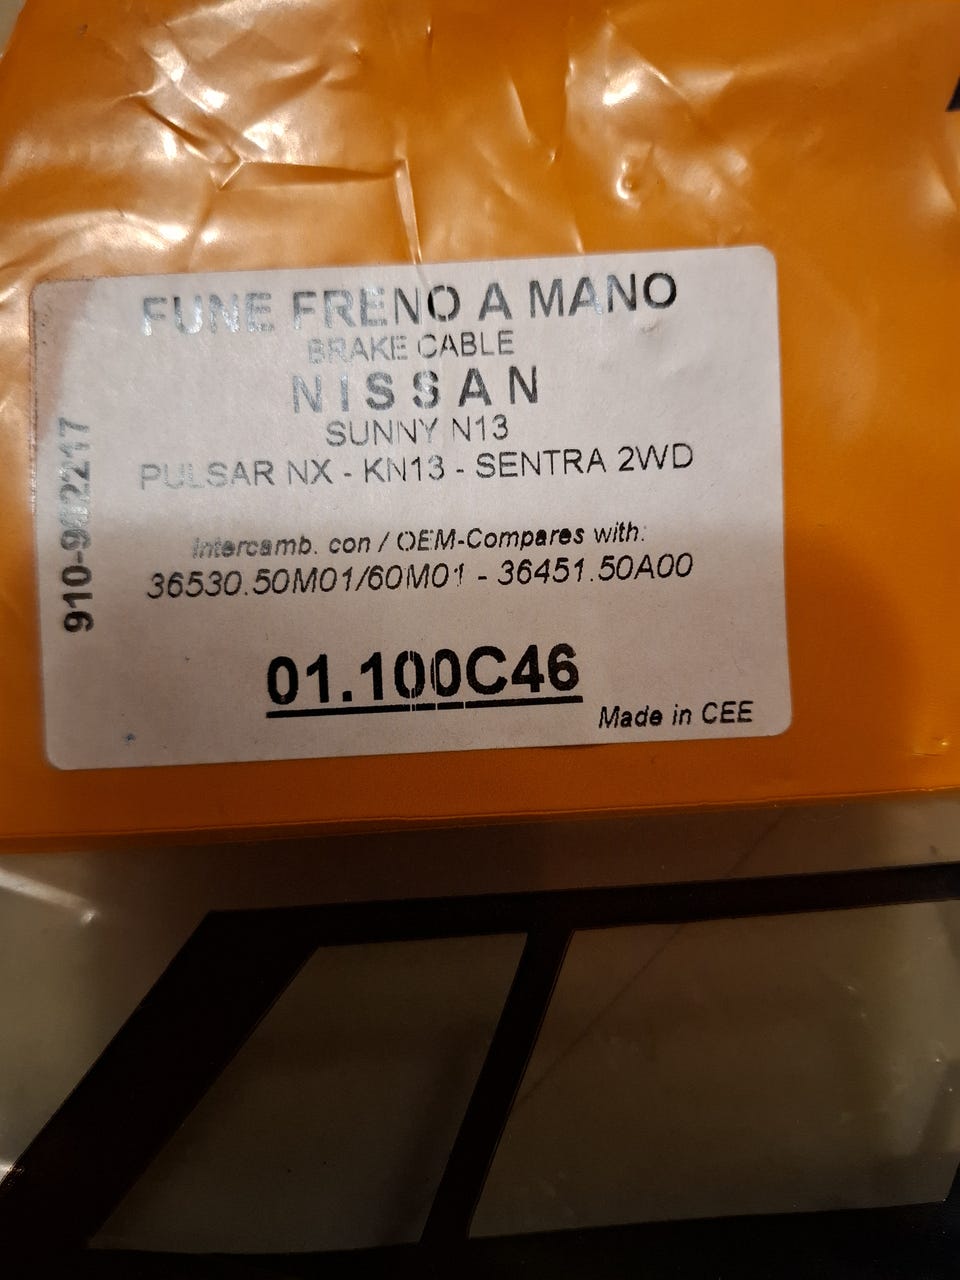 FUNE FRENO A MANO
BRAKE CABLE
NISSAN
SUNNY N13
PULSAR NX - KN13 - SENTRA 2WD
Intercamb. con / OEM-Compares with:
36530.50M01/60M01 - 36451.50A00
01.100C46
Made in CEE